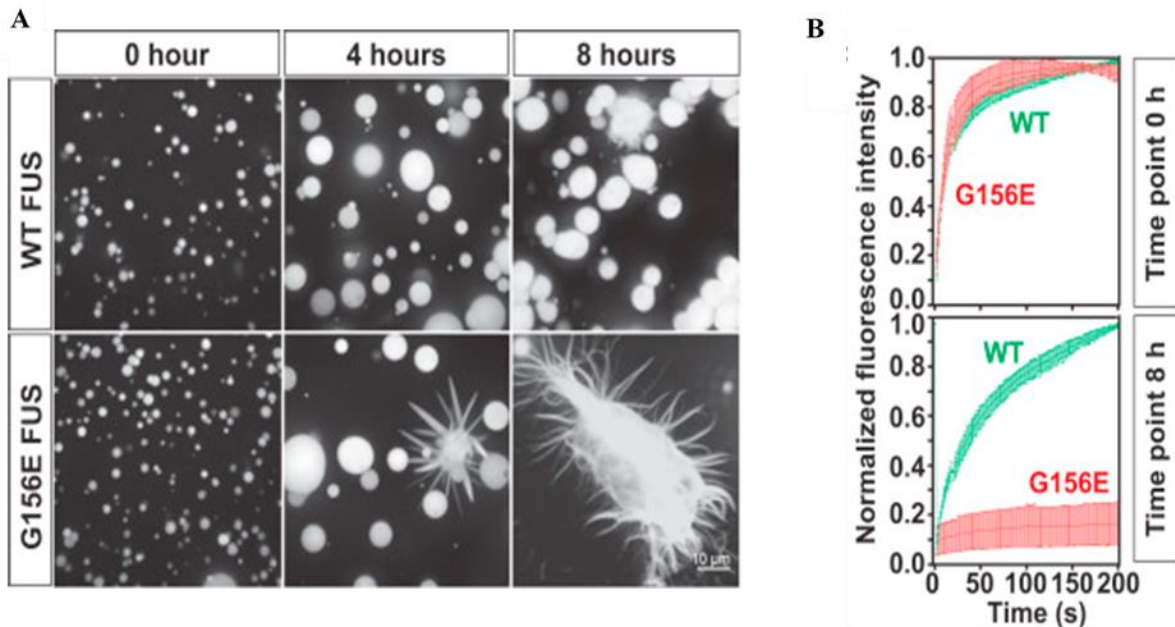 A
0 hour
4 hours
8 hours
WT FUS
G156E FUS
10 µm
B
Normalized fluorescence intensity
1.0
0.8
0.6
0.4
0.2
0.0
WT
G156E
Time point 0 h
1.0
0.8
0.6
0.4
0.2
0.0
WT
G156E
Time point 8 h
0 50 100 150 200
Time (s)